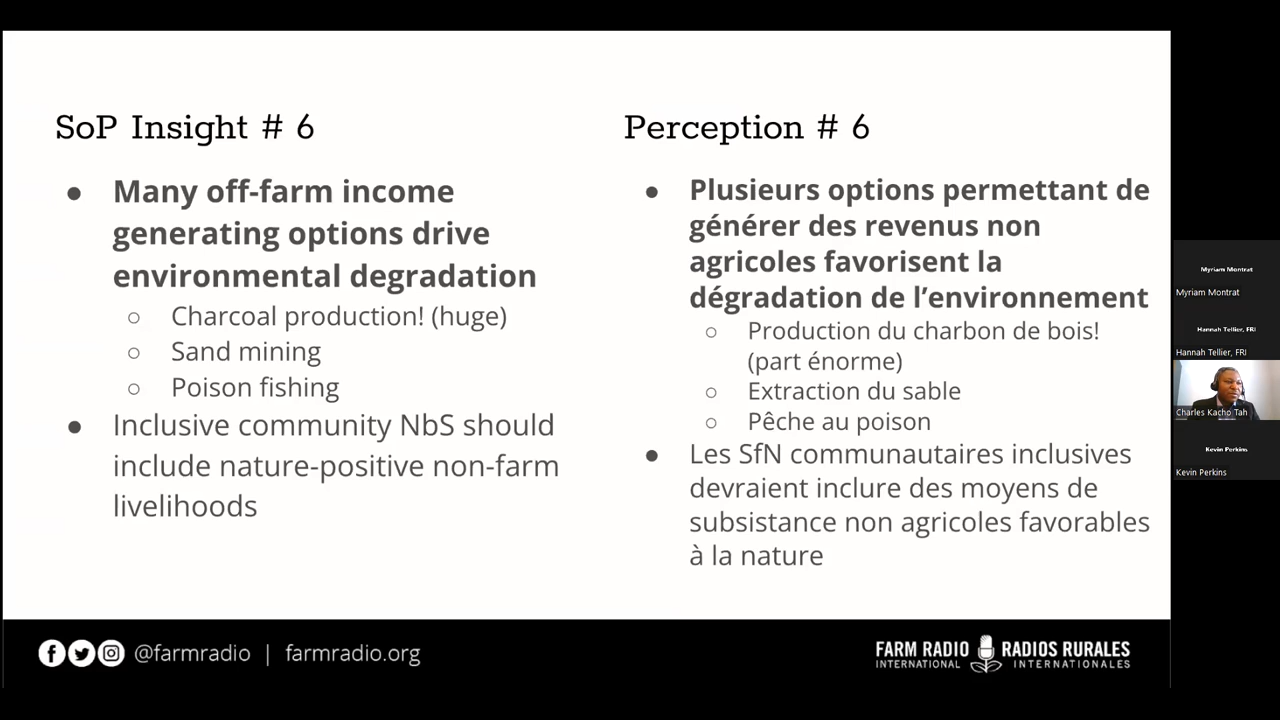 SoP Insight # 6
● Many off-farm income
generating options drive
environmental degradation
○ Charcoal production! (huge)
○ Sand mining
○ Poison fishing
● Inclusive community NbS should
include nature-positive non-farm
livelihoods
Perception # 6
● Plusieurs options permettant de
générer des revenus non
agricoles favorisent la
dégradation de l’environnement
○ Production du charbon de bois!
(part énorme)
○ Extraction du sable
○ Pêche au poison
● Les SfN communautaires inclusives
devraient inclure des moyens de
subsistance non agricoles favorables
à la nature
@farmradio | farmradio.org
FARM RADIO
INTERNATIONAL
RADIOS RURALES
INTERNATIONALES
Myriam Montrat
Myriam Montrat
Hannah Tellier, FRI
Hannah Tellier, FRI
Charles Kacho Tah
Kevin Perkins
Kevin Perkins